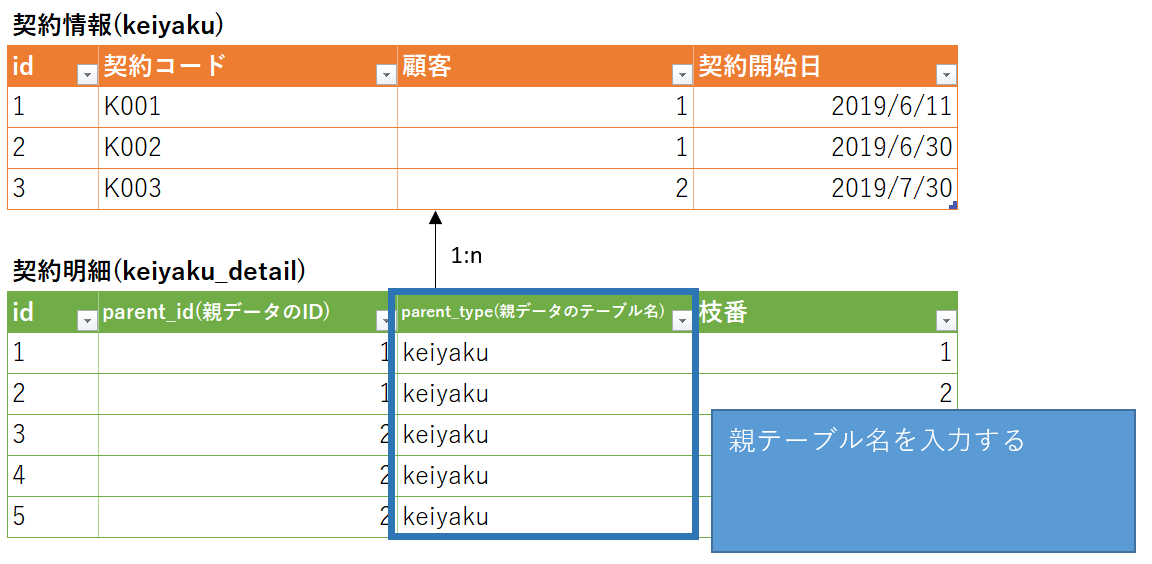 契約情報(keiyaku)
id 契約コード 顧客 契約開始日
1 K001 1 2019/6/11
2 K002 1 2019/6/30
3 K003 2 2019/7/30
1:n
契約明細(keiyaku_detail)
id parent_id(親データのID) parent_type(親データのテーブル名) 枝番
1 1 keiyaku 1
2 1 keiyaku 2
3 2 keiyaku
4 2 keiyaku
5 2 keiyaku
親テーブル名を入力する